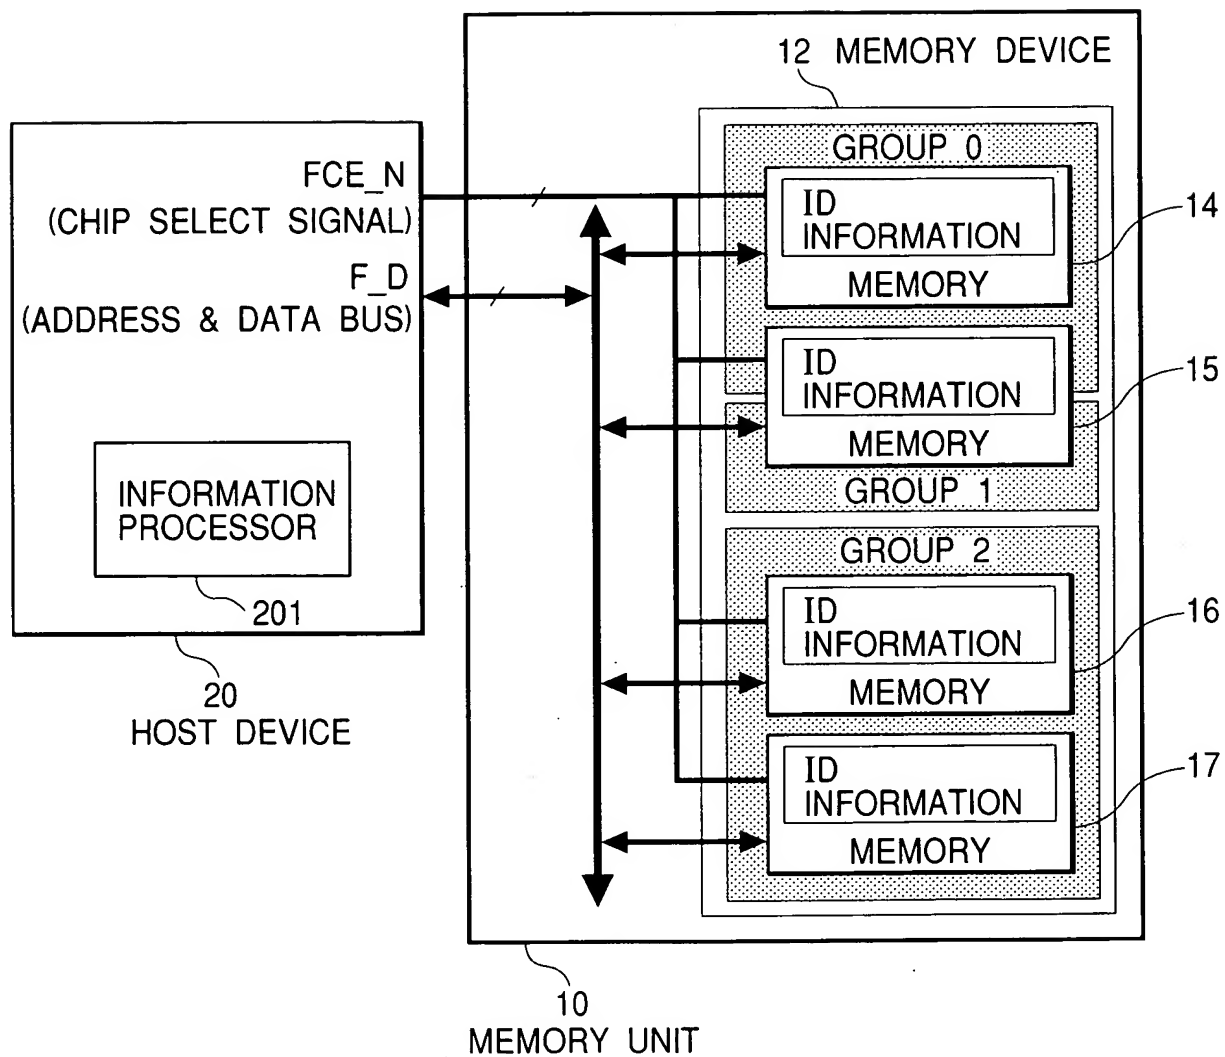 12 MEMORY DEVICE
FCE_N
(CHIP SELECT SIGNAL)
F_D
(ADDRESS & DATA BUS)
INFORMATION
PROCESSOR
201
20
HOST DEVICE
GROUP 0
ID
INFORMATION
MEMORY
14
ID
INFORMATION
MEMORY
15
GROUP 1
GROUP 2
ID
INFORMATION
MEMORY
16
ID
INFORMATION
MEMORY
17
10
MEMORY UNIT